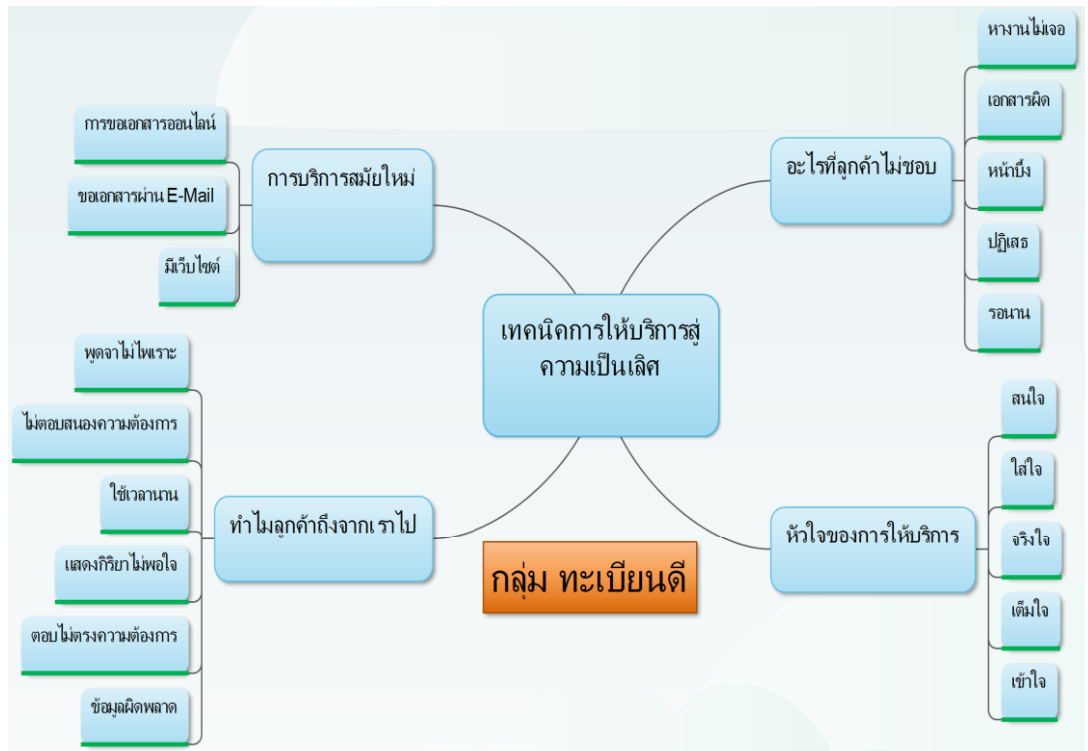 เทคนิคการให้บริการสู่
ความเป็นเลิศ
การบริการสมัยใหม่
การขอเอกสารออนไลน์
ขอเอกสารผ่าน E-Mail
มีเว็บไซต์
อะไรที่ลูกค้าไม่ชอบ
หางานไม่เจอ
เอกสารผิด
หน้าบึ้ง
ปฏิเสธ
รอนาน
ทำไมลูกค้าถึงจากเราไป
พูดจาไม่ไพเราะ
ไม่ตอบสนองความต้องการ
ใช้เวลานาน
แสดงกิริยาไม่พอใจ
ตอบไม่ตรงความต้องการ
ข้อมูลผิดพลาด
หัวใจของการให้บริการ
สนใจ
ใส่ใจ
จริงใจ
เต็มใจ
เข้าใจ
กลุ่ม ทะเบียนดี